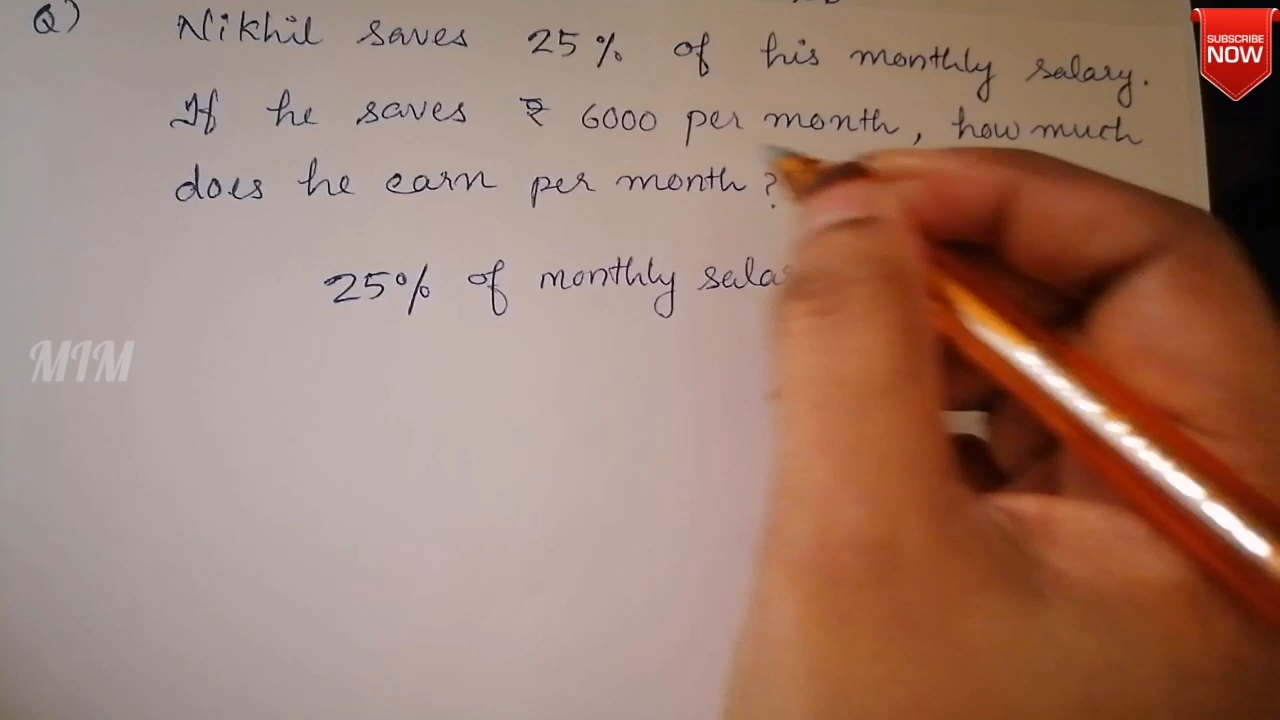 Q) Nikhil saves 25% of his monthly salary.
If he saves ₹ 6000 per month, how much
does he earn per month?
25% of monthly
MIM
SUBSCRIBE
NOW